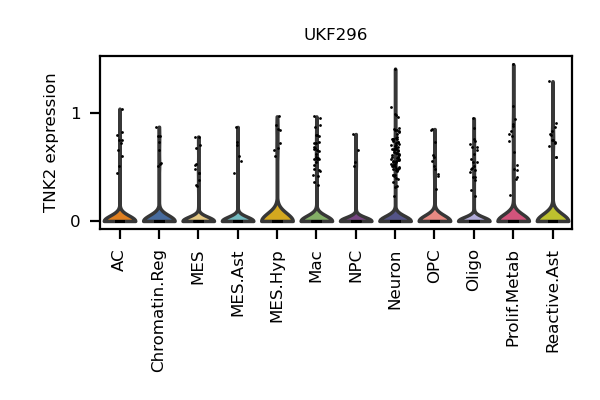 UKF296
TNK2 expression
1
0
AC
Chromatin.Reg
MES
MES.Ast
MES.Hyp
Mac
NPC
Neuron
OPC
Oligo
Prolif.Metab
Reactive.Ast